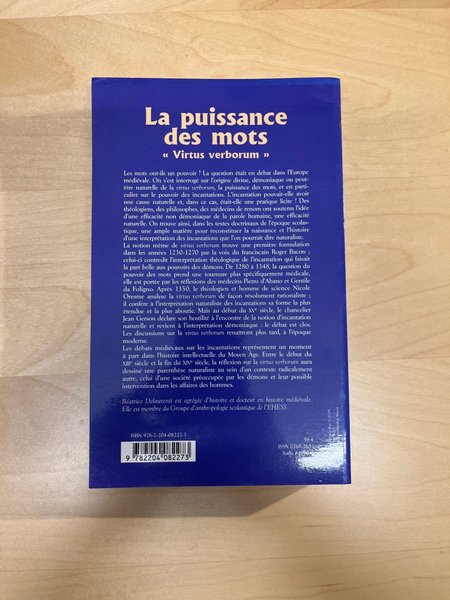 La puissance
des mots
« Virtus verborum »
Les mots ont-ils un pouvoir ? La question était en débat dans l'Europe
médiévale. On s'est interrogé sur l'origine divine, démoniaque ou peut-
être naturelle de la virtus verborum, la puissance des mots, et en parti-
culier sur le pouvoir des incantations. L'incantation pouvait-elle avoir
une cause naturelle et, dans ce cas, était-elle une pratique licite ? Des
théologiens, des philosophes, des médecins de renom ont soutenu l'idée
d'une efficacité non démoniaque de la parole humaine, une efficacité
naturelle. On trouve ainsi, dans les textes doctrinaux de l'époque scolas-
tique, une ample matière pour reconstituer la naissance et l'histoire
d'une interprétation des incantations que l'on pourrait dire naturaliste.
La notion même de virtus verborum trouve une première formulation
dans les années 1230-1270 par la voix du franciscain Roger Bacon ;
celui-ci contredit l'interprétation théologique de l'incantation qui faisait
la part belle aux pouvoirs des démons. De 1280 à 1348, la question du
pouvoir des mots prend une tournure plus spécifiquement médicale,
elle est portée par les réflexions des médecins Pietro d'Abano et Gentile
da Foligno. Après 1350, le théologien et homme de science Nicole
Oresme analyse la virtus verborum de façon résolument rationaliste :
il confère à l'interprétation naturaliste des incantations sa forme la plus
étendue et la plus aboutie. Mais au début du XVe siècle, le chancelier
Jean Gerson déclare son hostilité à l'encontre de la notion d'incantation
naturelle et revient à l'interprétation démoniaque : le débat est clos.
Les discussions sur la virtus verborum renaîtront plus tard, à l'époque
moderne.
Les débats médiévaux sur les incantations représentent un moment
à part dans l'histoire intellectuelle du Moyen Âge. Entre le début du
XIIIe siècle et la fin du XIVe siècle, la réflexion sur la virtus verborum aura
dessiné une parenthèse naturaliste au sein d'un contexte radicalement
autre, celui d'une société préoccupée par les démons et leur possible
intervention dans les affaires des hommes.
Béatrice Delaurenti est agrégée d'histoire et docteur en histoire médiévale.
Elle est membre du Groupe d'anthropologie scolastique de l'EHESS.
ISBN 978-2-204-08227-3
9 782204 082273
59 €
ISSN
Sodis